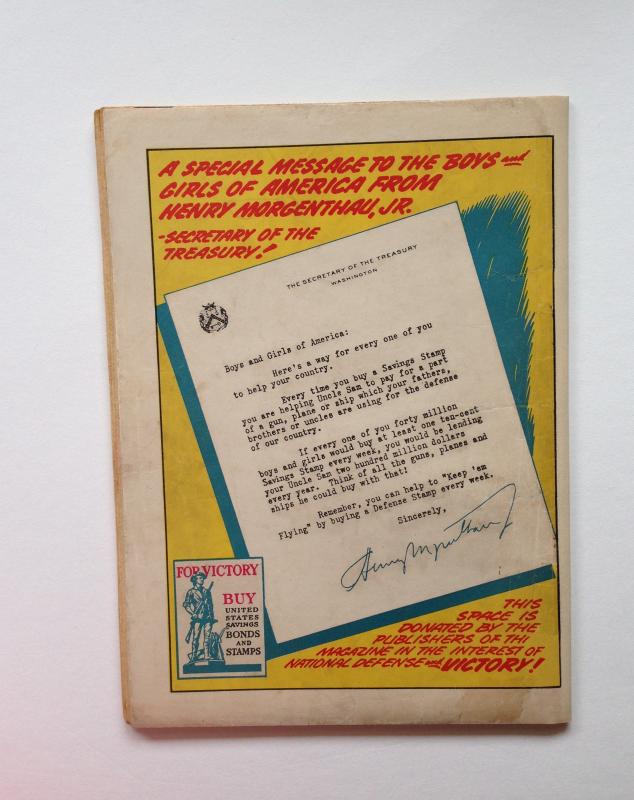 A SPECIAL MESSAGE TO THE BOYS and
GIRLS OF AMERICA FROM
HENRY MORGENTHAU, JR.
-SECRETARY OF THE
TREASURY!
THE SECRETARY OF THE TREASURY
WASHINGTON
Boys and Girls of America:
Here's a way for every one of you
to help your country.
Every time you buy a Savings Stamp
you are helping Uncle Sam to pay for a part
of a gun, plane or ship which your fathers,
brothers or uncles are using for the defense
of our country.
If every one of you forty million
boys and girls would buy at least one ten-cent
Savings Stamp every week, you would be lending
your Uncle Sam two hundred million dollars
every year. Think of all the guns, planes and
ships he could buy with that!
Remember, you can help to "Keep 'em
Flying" by buying a Defense Stamp every week.
Sincerely,
Henry Morgenthau Jr
FOR VICTORY
BUY
UNITED
STATES
SAVINGS
BONDS
AND
STAMPS
THIS
SPACE IS
DONATED BY THE
PUBLISHERS OF THI
MAGAZINE IN THE INTEREST OF
NATIONAL DEFENSE and VICTORY!